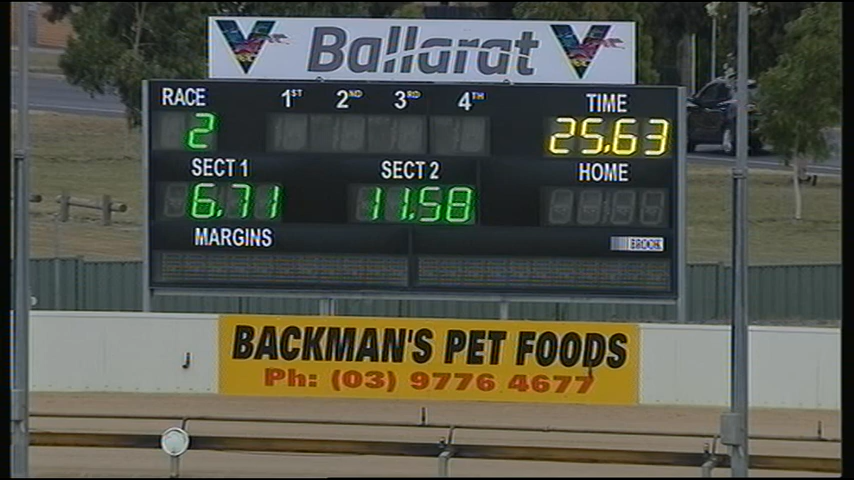 Ballarat
RACE 1ST 2ND 3RD 4TH TIME
2 25.63
SECT 1 SECT 2 HOME
6.71 11.58
MARGINS BROOK
BACKMAN'S PET FOODS
Ph: (03) 9776 4677